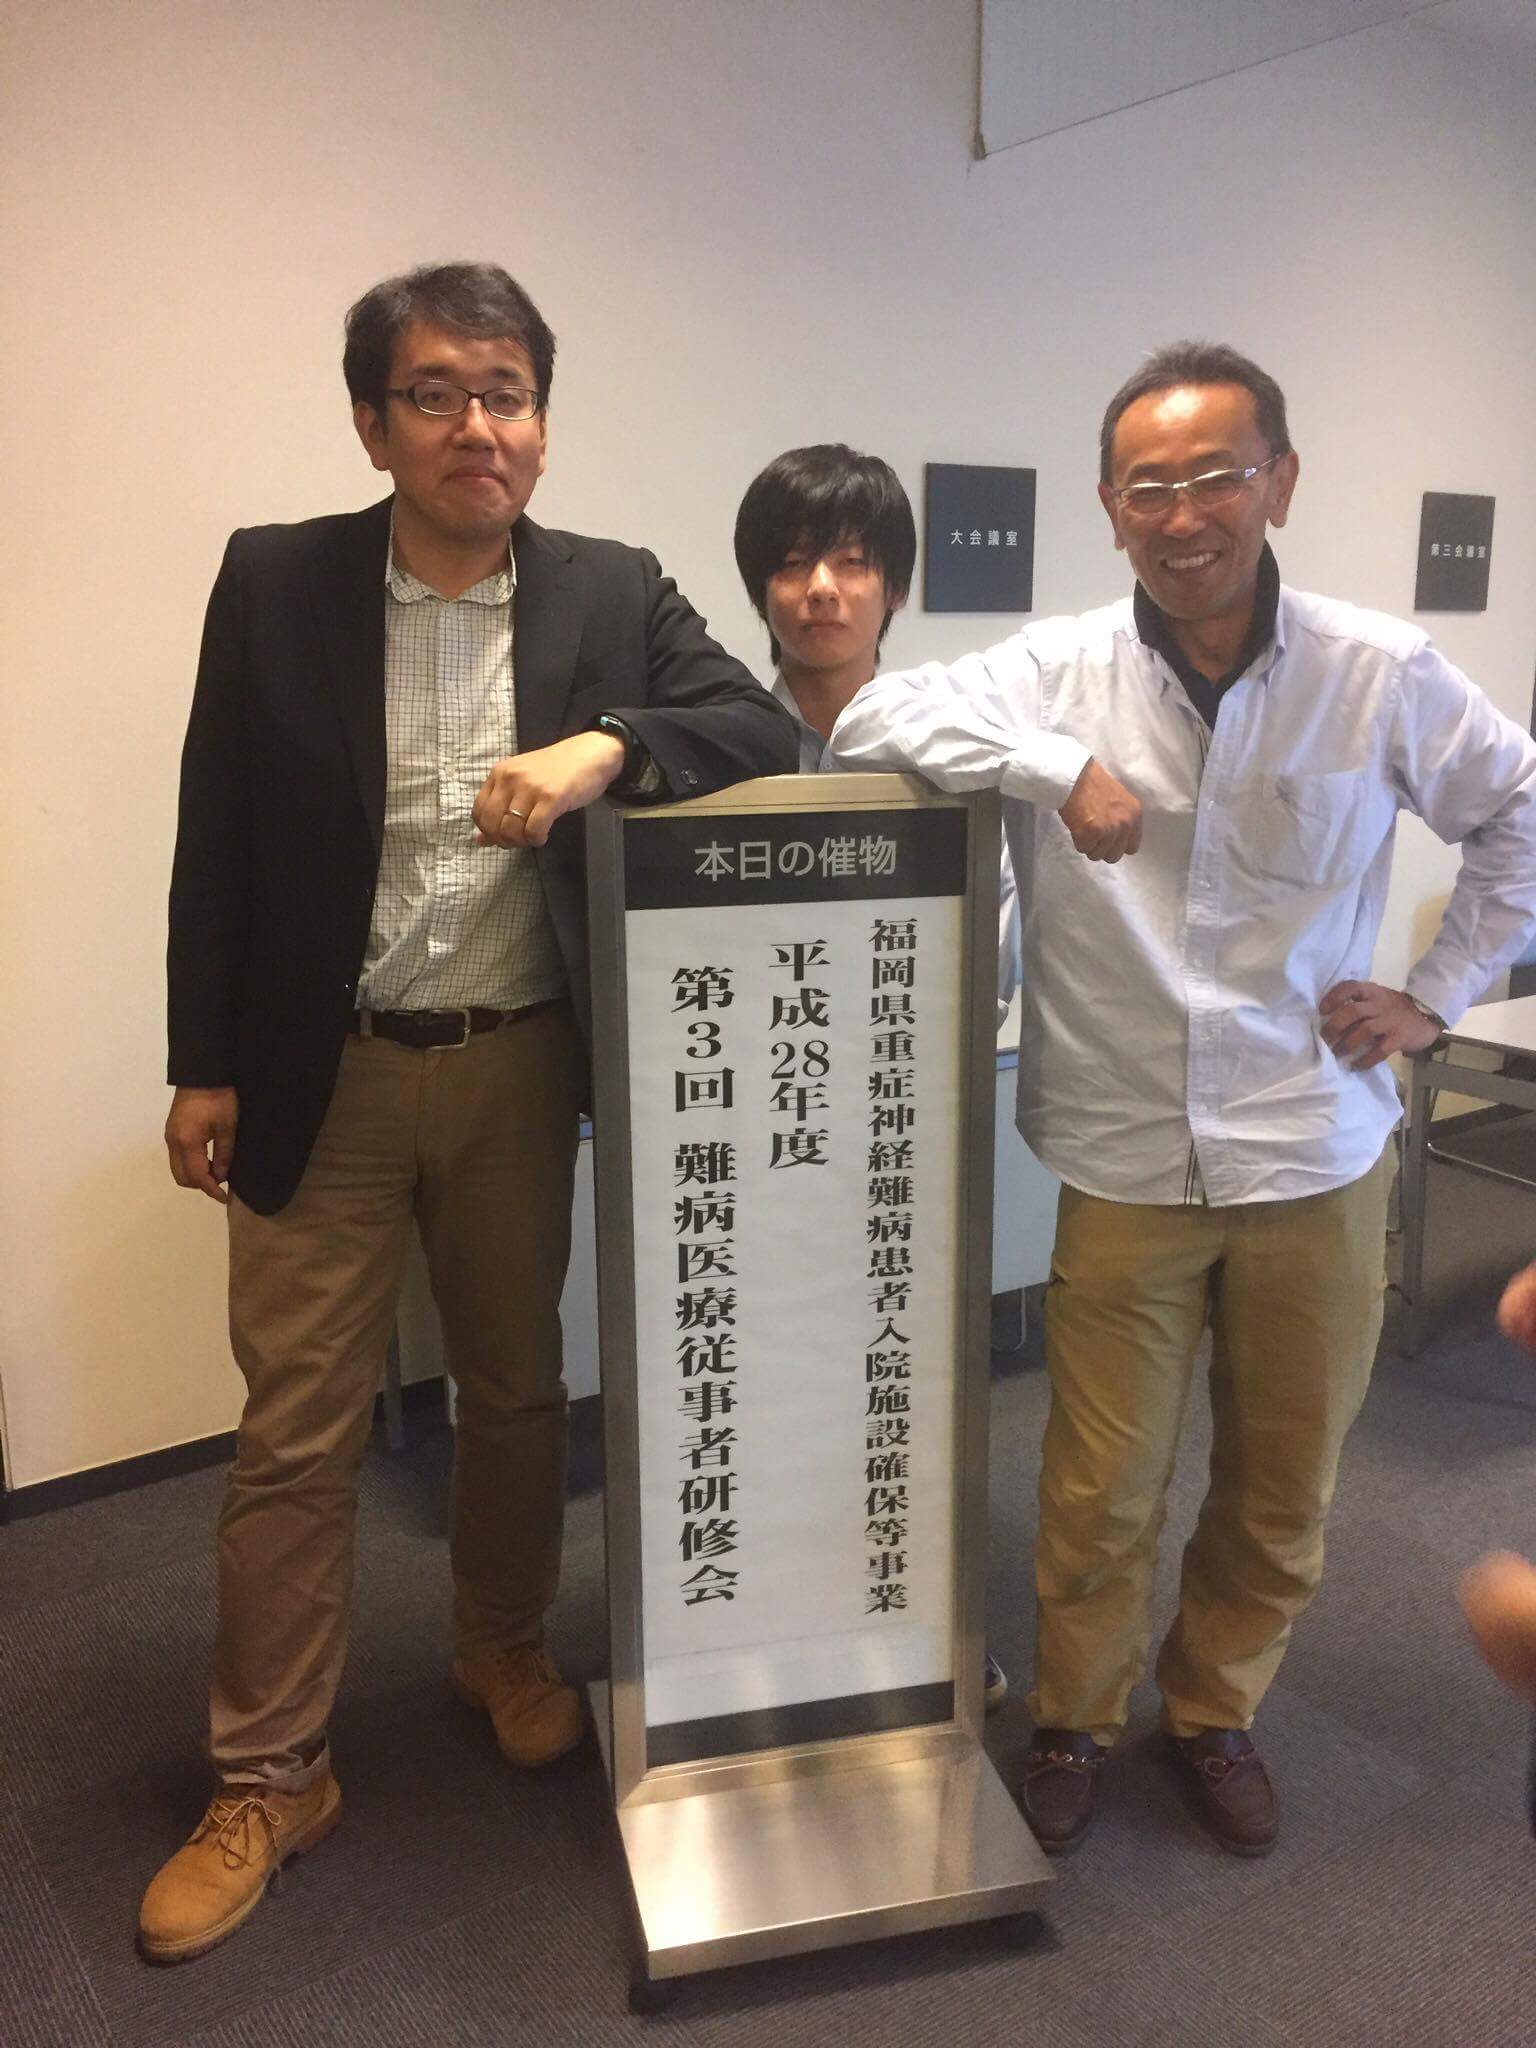 大会議室
第三会議室
本日の催物
福岡県重症神経難病患者入院施設確保等事業
平成28年度
第3回 難病医療従事者研修会